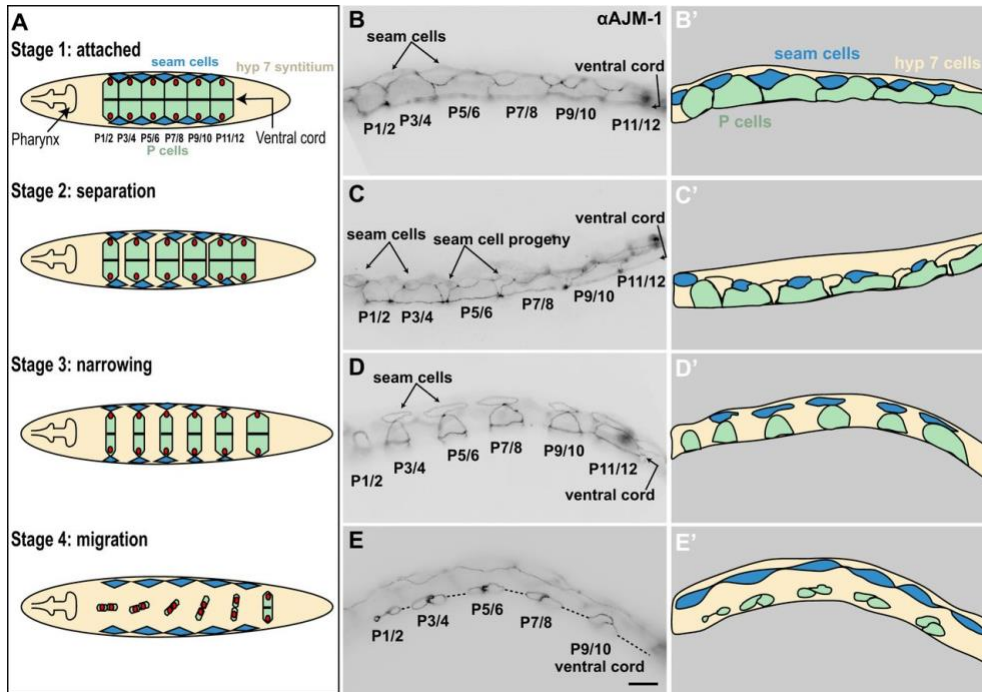 A
Stage 1: attached
seam cells
hyp 7 syntitium
Pharynx
P1/2 P3/4 P5/6 P7/8 P9/10 P11/12
P cells
Ventral cord
Stage 2: separation
Stage 3: narrowing
Stage 4: migration
B
αAJM-1
seam cells
ventral cord
P1/2
P3/4
P5/6
P7/8
P9/10
P11/12
B’
seam cells
hyp 7 cells
P cells
C
ventral cord
seam cells
seam cell progeny
P1/2
P3/4
P5/6
P7/8
P9/10
P11/12
C’
D
seam cells
P1/2
P3/4
P5/6
P7/8
P9/10
P11/12
ventral cord
D’
E
P1/2
P3/4
P5/6
P7/8
P9/10
ventral cord
E’